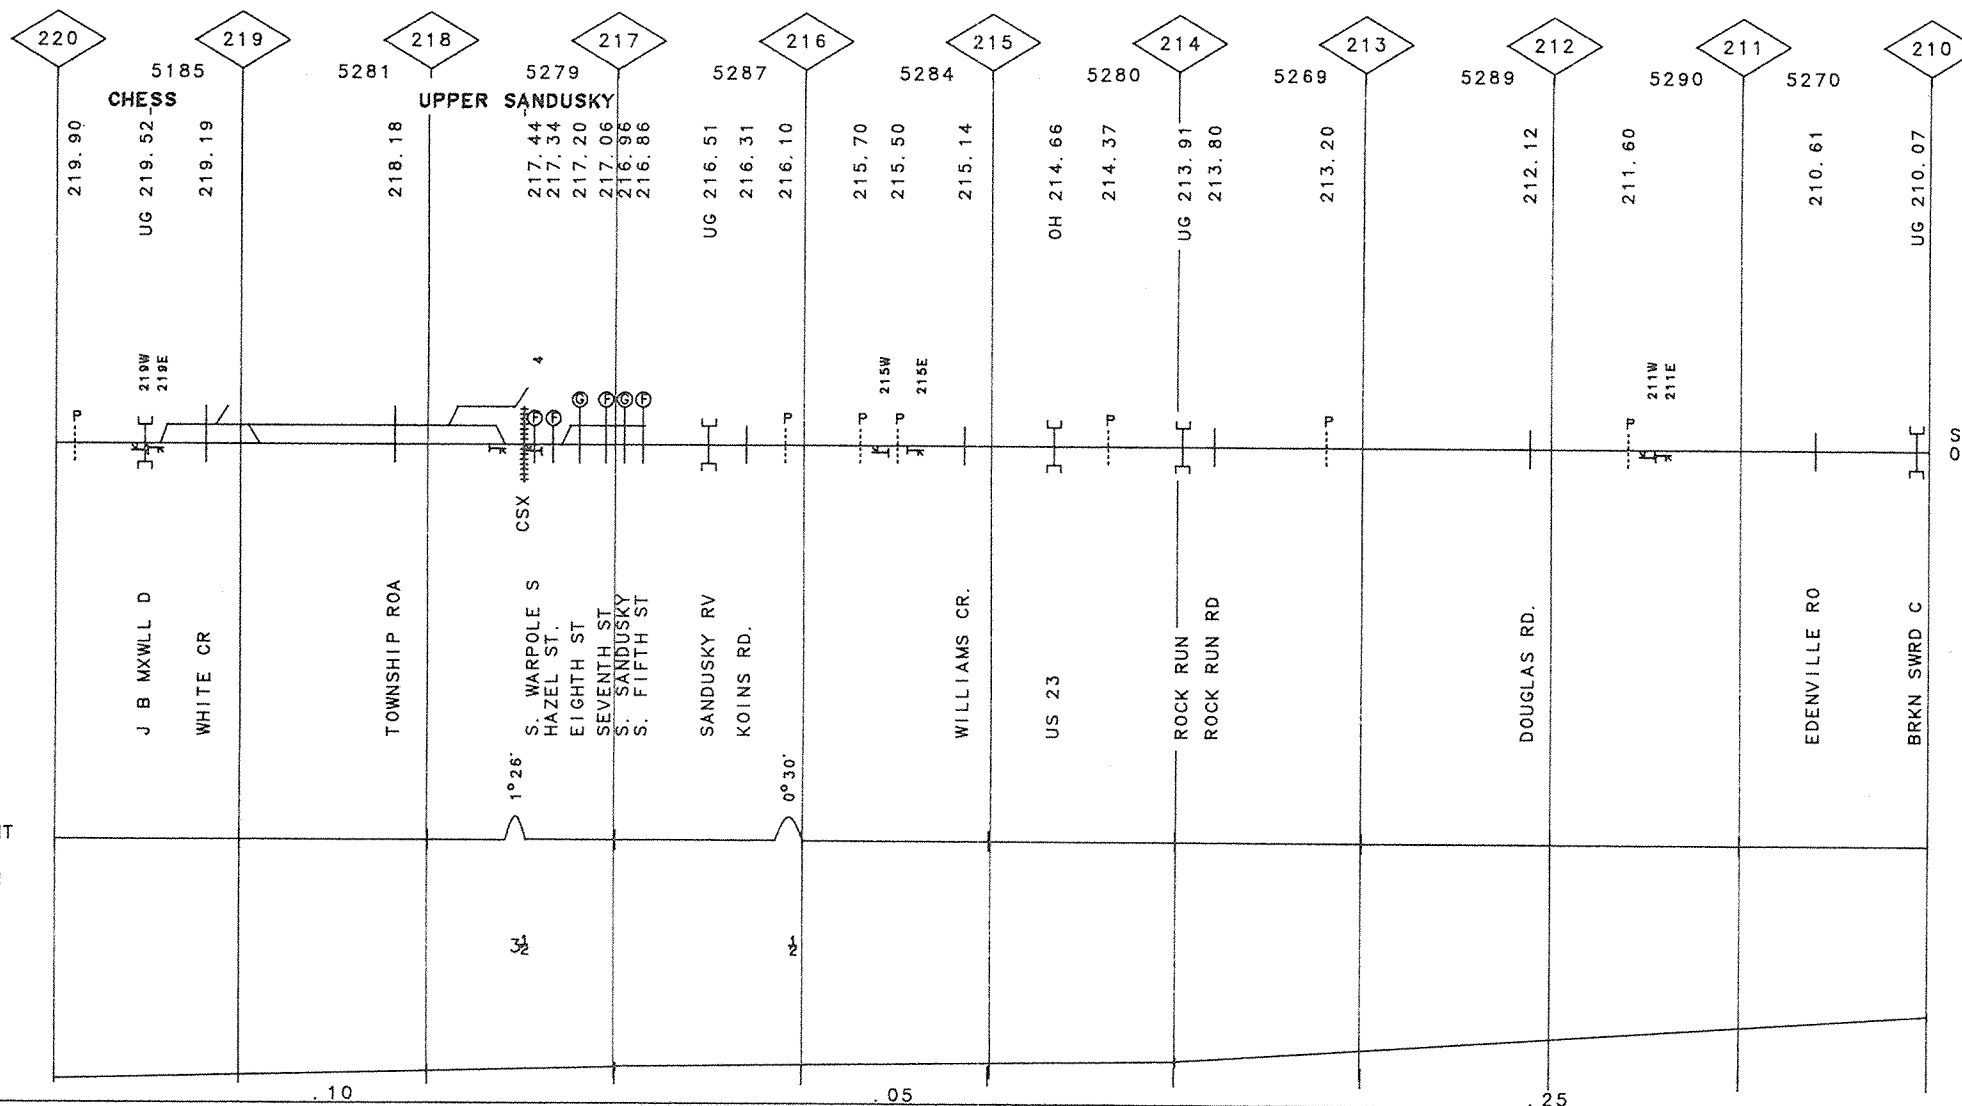 220 219 218 217 216 215 214 213 212 211 210
5185 5281 5279 5287 5284 5280 5269 5289 5290 5270
CHESS UPPER SANDUSKY
219.90
UG 219.52
219.19
218.18
217.44
217.34
217.20
217.06
216.96
216.86
UG 216.51
216.31
216.10
215.70
215.50
215.14
OH 214.66
214.37
UG 213.91
213.80
213.20
212.12
211.60
210.61
UG 210.07
219W
219E
4
215W
215E
211W
211E
P F F G F G F P P P P P P
S
O
CSX
J B MXWLL D
WHITE CR
TOWNSHIP ROA
S. WARPOLE S
HAZEL ST.
EIGHTH ST
SEVENTH ST
S. SANDUSKY
S. FIFTH ST
SANDUSKY RV
KOINS RD.
WILLIAMS CR.
US 23
ROCK RUN
ROCK RUN RD
DOUGLAS RD.
EDENVILLE RO
BRKN SWRD C
1°26'
0°30'
T
3½
½
.10 .05 .25